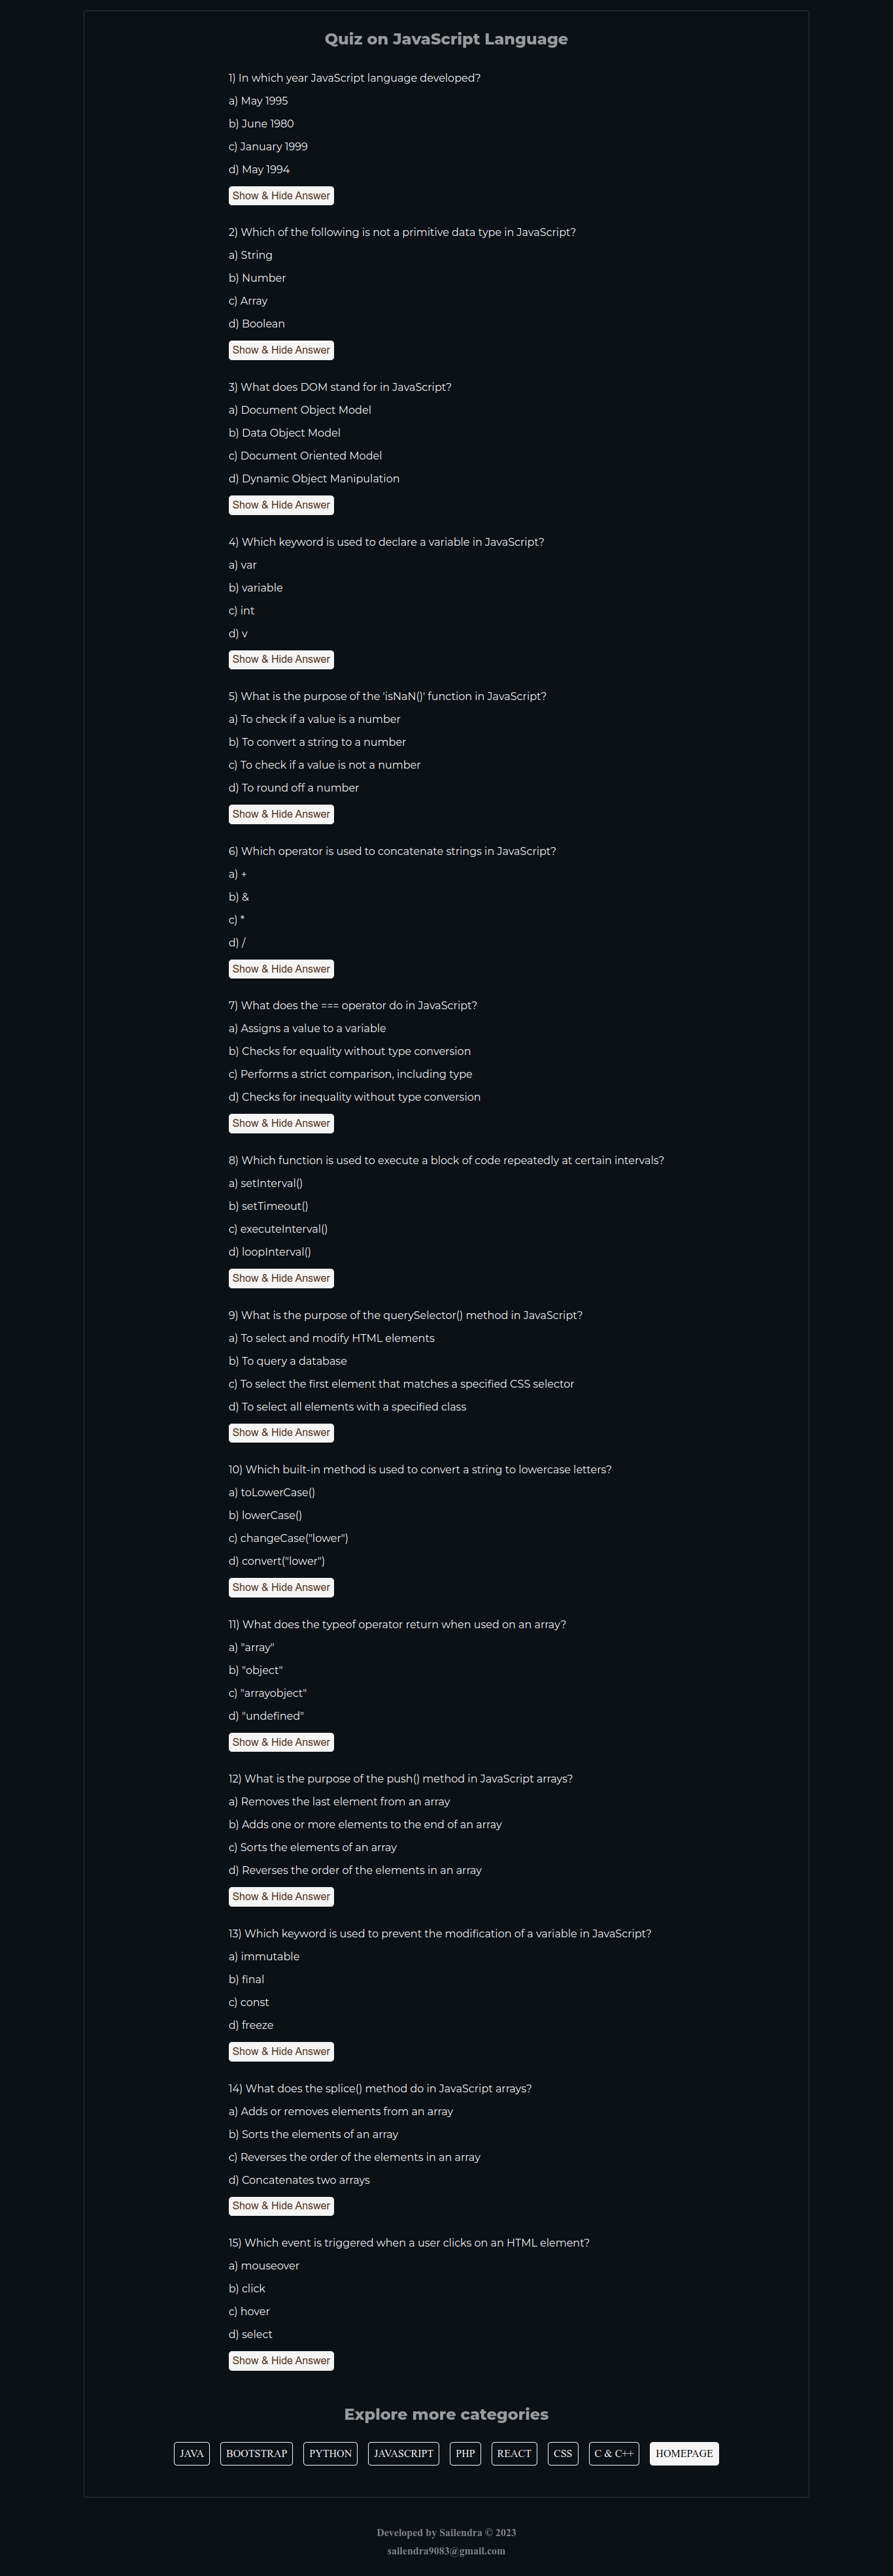 Quiz on JavaScript Language
1) In which year JavaScript language developed?
a) May 1995
b) June 1980
c) January 1999
d) May 1994
Show & Hide Answer
2) Which of the following is not a primitive data type in JavaScript?
a) String
b) Number
c) Array
d) Boolean
Show & Hide Answer
3) What does DOM stand for in JavaScript?
a) Document Object Model
b) Data Object Model
c) Document Oriented Model
d) Dynamic Object Manipulation
Show & Hide Answer
4) Which keyword is used to declare a variable in JavaScript?
a) var
b) variable
c) int
d) v
Show & Hide Answer
5) What is the purpose of the 'isNaN()' function in JavaScript?
a) To check if a value is a number
b) To convert a string to a number
c) To check if a value is not a number
d) To round off a number
Show & Hide Answer
6) Which operator is used to concatenate strings in JavaScript?
a) +
b) &
c) *
d) /
Show & Hide Answer
7) What does the === operator do in JavaScript?
a) Assigns a value to a variable
b) Checks for equality without type conversion
c) Performs a strict comparison, including type
d) Checks for inequality without type conversion
Show & Hide Answer
8) Which function is used to execute a block of code repeatedly at certain intervals?
a) setInterval()
b) setTimeout()
c) executeInterval()
d) loopInterval()
Show & Hide Answer
9) What is the purpose of the querySelector() method in JavaScript?
a) To select and modify HTML elements
b) To query a database
c) To select the first element that matches a specified CSS selector
d) To select all elements with a specified class
Show & Hide Answer
10) Which built-in method is used to convert a string to lowercase letters?
a) toLowerCase()
b) lowerCase()
c) changeCase("lower")
d) convert("lower")
Show & Hide Answer
11) What does the typeof operator return when used on an array?
a) "array"
b) "object"
c) "arrayobject"
d) "undefined"
Show & Hide Answer
12) What is the purpose of the push() method in JavaScript arrays?
a) Removes the last element from an array
b) Adds one or more elements to the end of an array
c) Sorts the elements of an array
d) Reverses the order of the elements in an array
Show & Hide Answer
13) Which keyword is used to prevent the modification of a variable in JavaScript?
a) immutable
b) final
c) const
d) freeze
Show & Hide Answer
14) What does the splice() method do in JavaScript arrays?
a) Adds or removes elements from an array
b) Sorts the elements of an array
c) Reverses the order of the elements in an array
d) Concatenates two arrays
Show & Hide Answer
15) Which event is triggered when a user clicks on an HTML element?
a) mouseover
b) click
c) hover
d) select
Show & Hide Answer
Explore more categories
JAVA BOOTSTRAP PYTHON JAVASCRIPT PHP REACT CSS C & C++ HOMEPAGE
Developed by Sailendra © 2023
sailendra9083@gmail.com